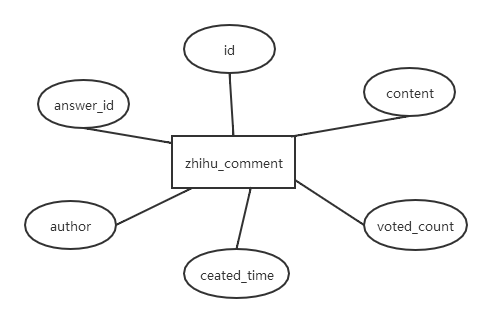 id
answer_id
content
zhihu_comment
author
voted_count
ceated_time